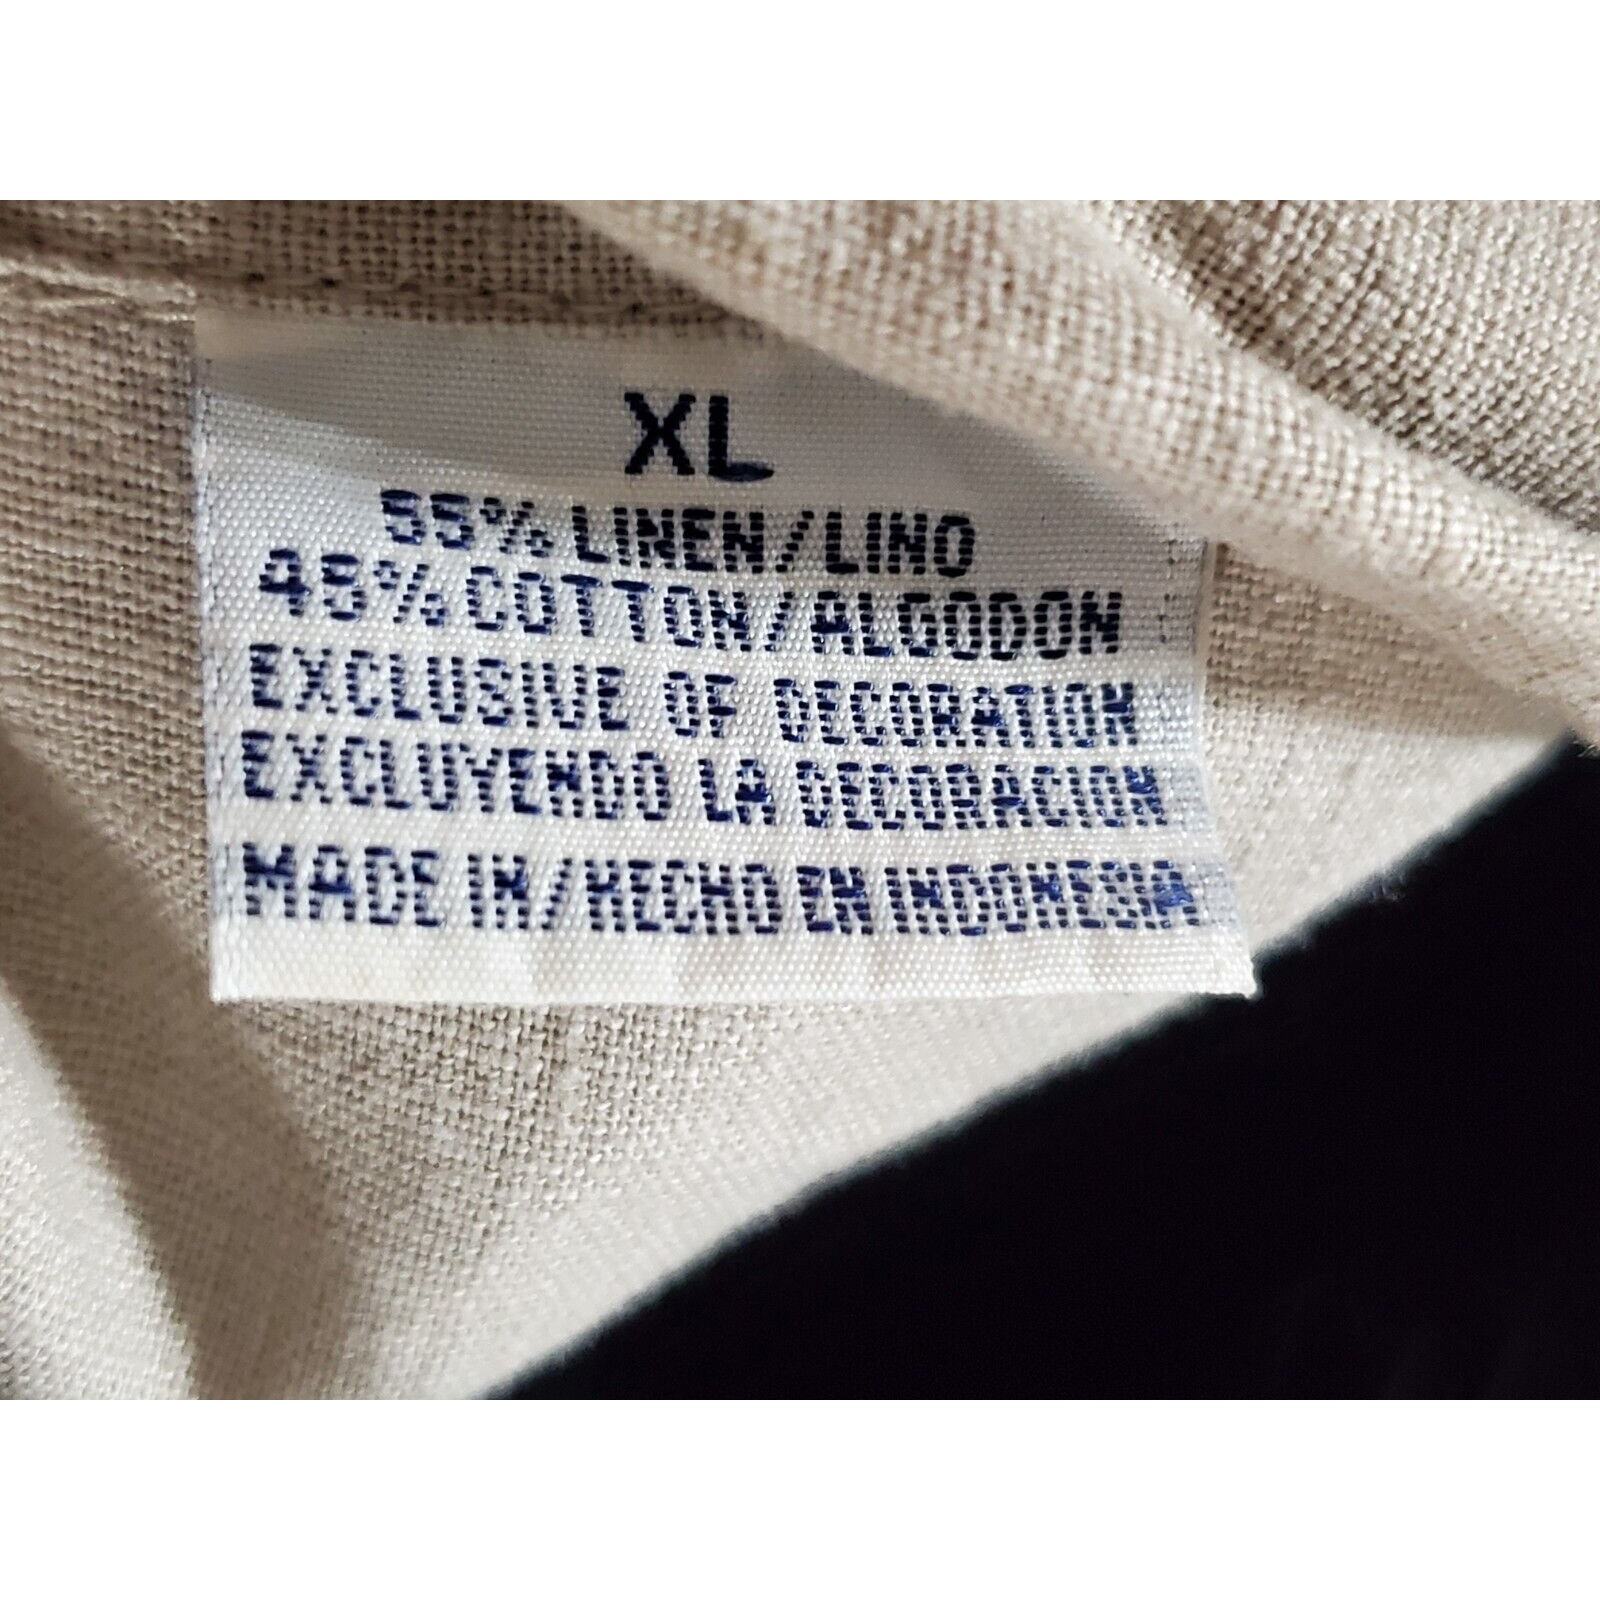 XL
55% LINEN/LINO
45% COTTON/ALGODON
EXCLUSIVE OF DECORATION
EXCLUYENDO LA DECORACION
MADE IN/HECHO EN INDONESIA